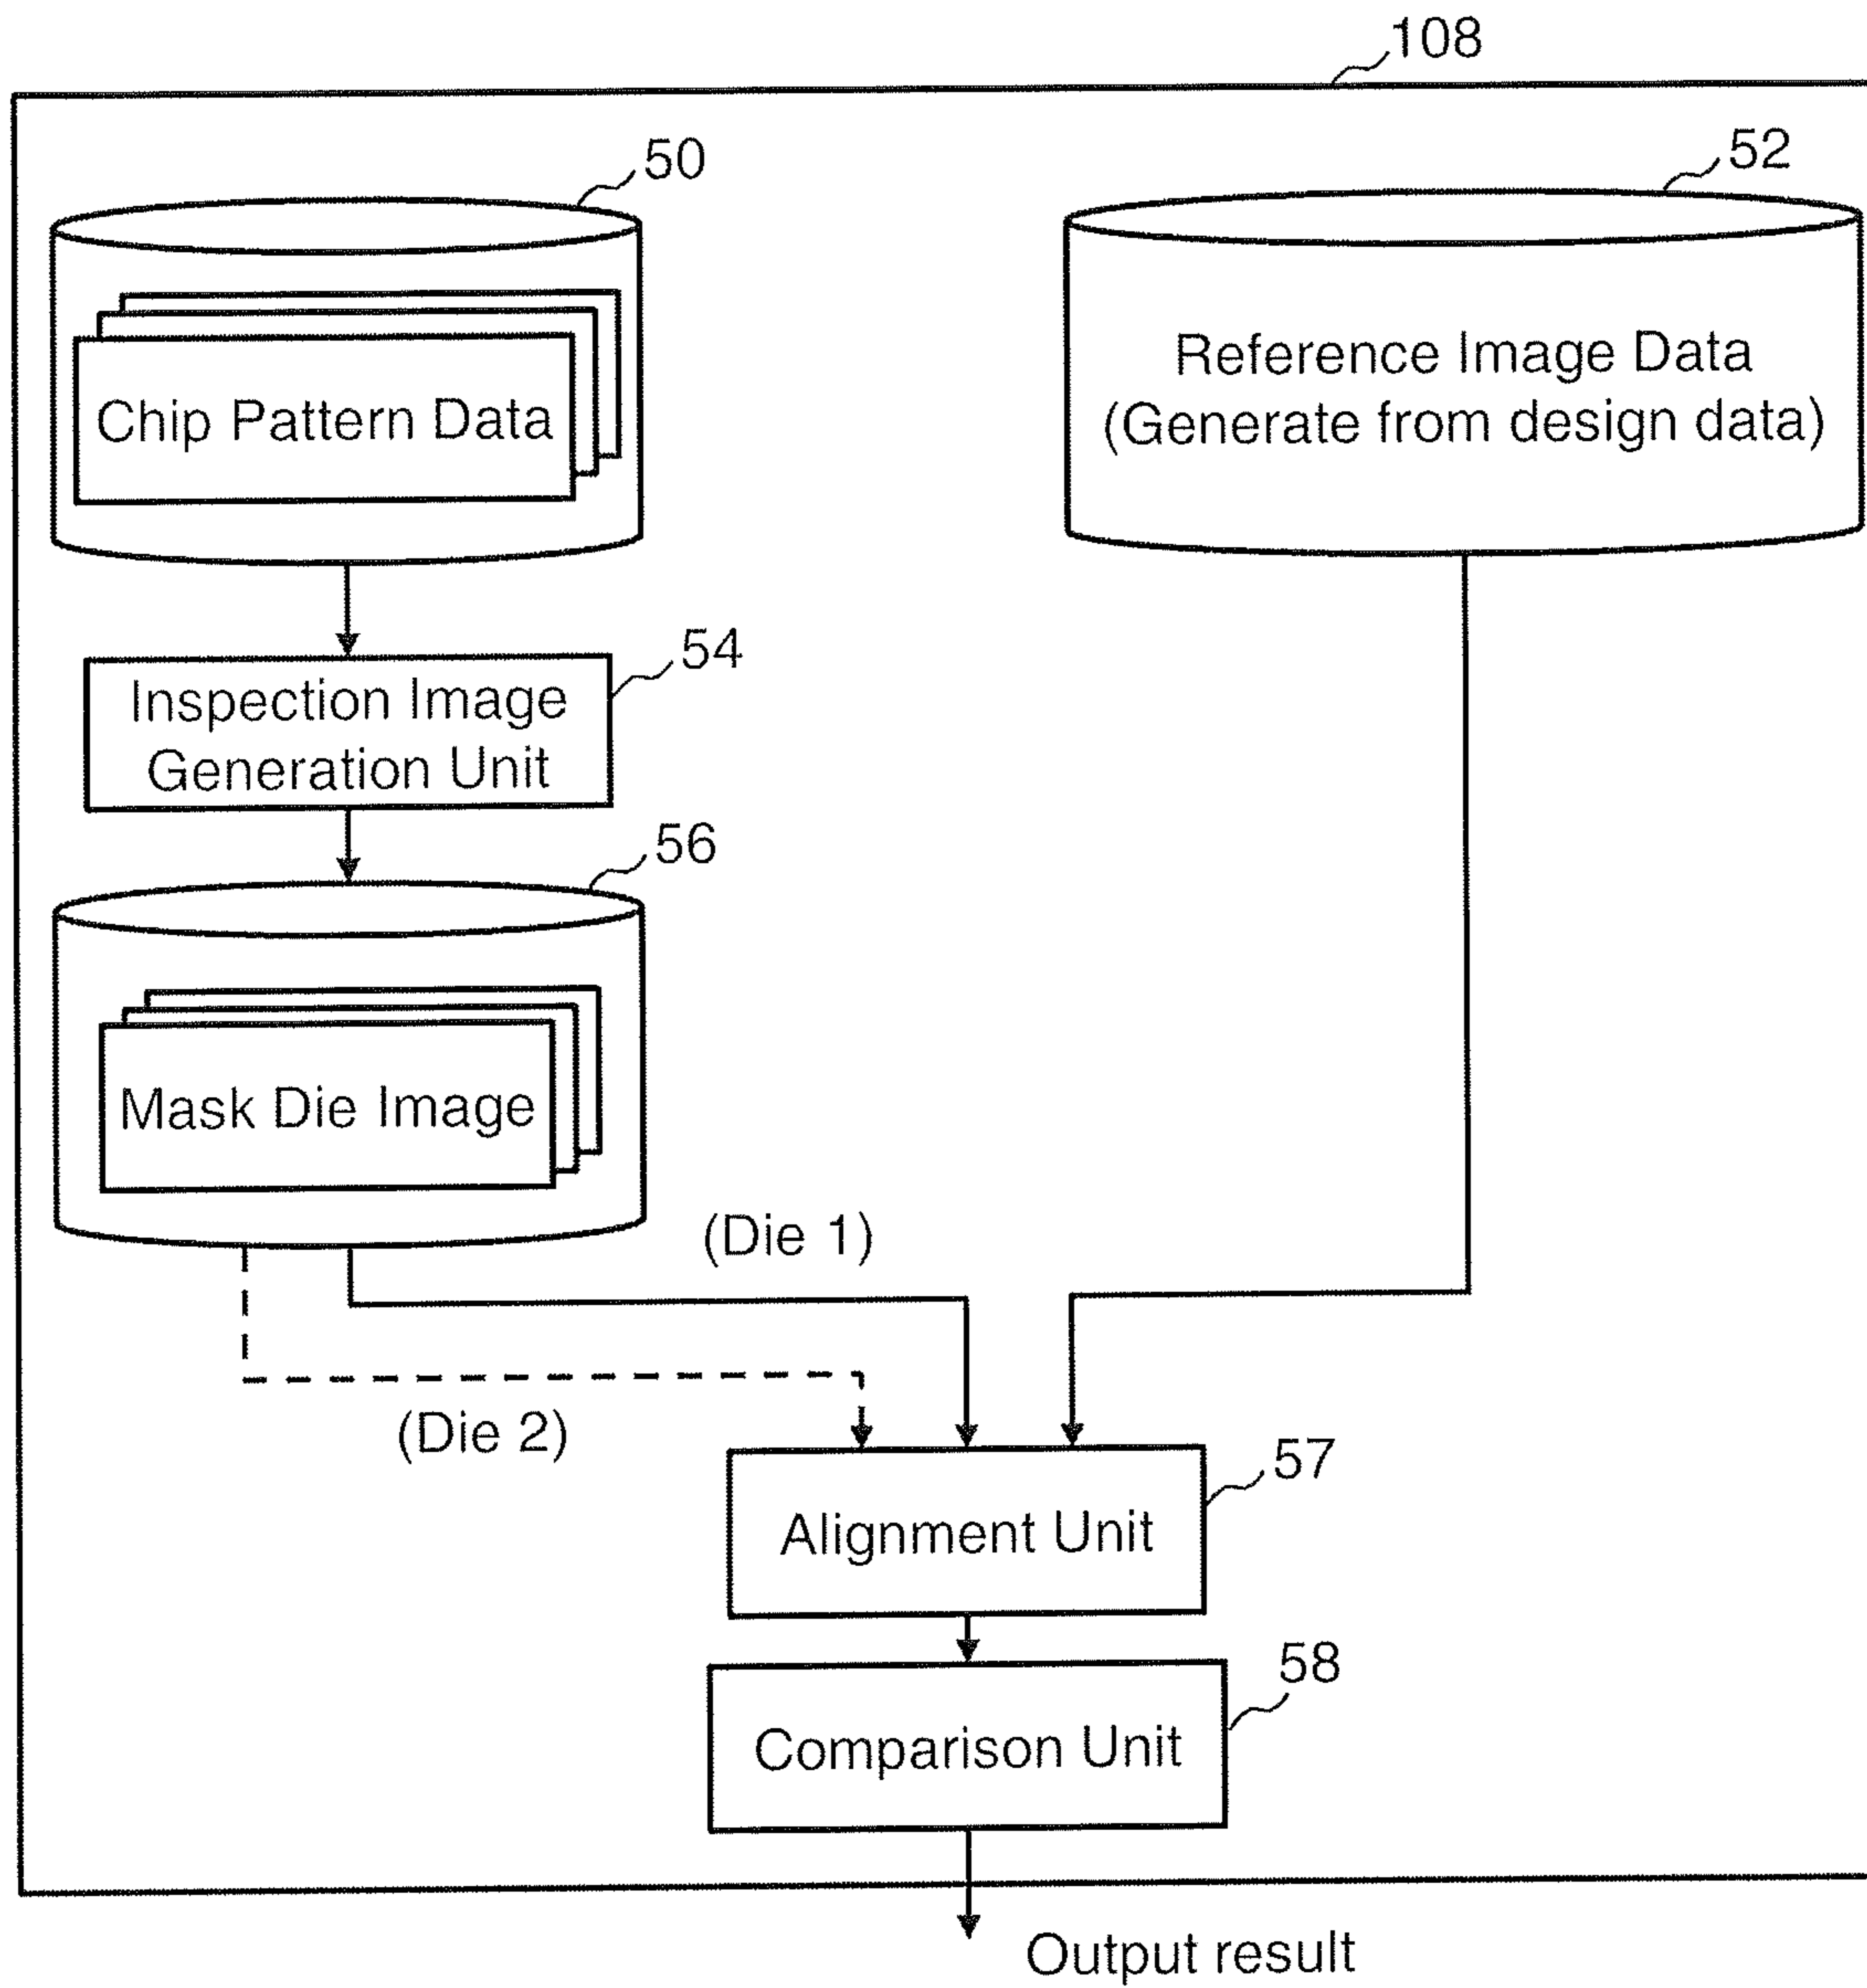 108
50
52
Chip Pattern Data
Reference Image Data
(Generate from design data)
54
Inspection Image
Generation Unit
56
Mask Die Image
(Die 1)
(Die 2)
57
Alignment Unit
58
Comparison Unit
Output result